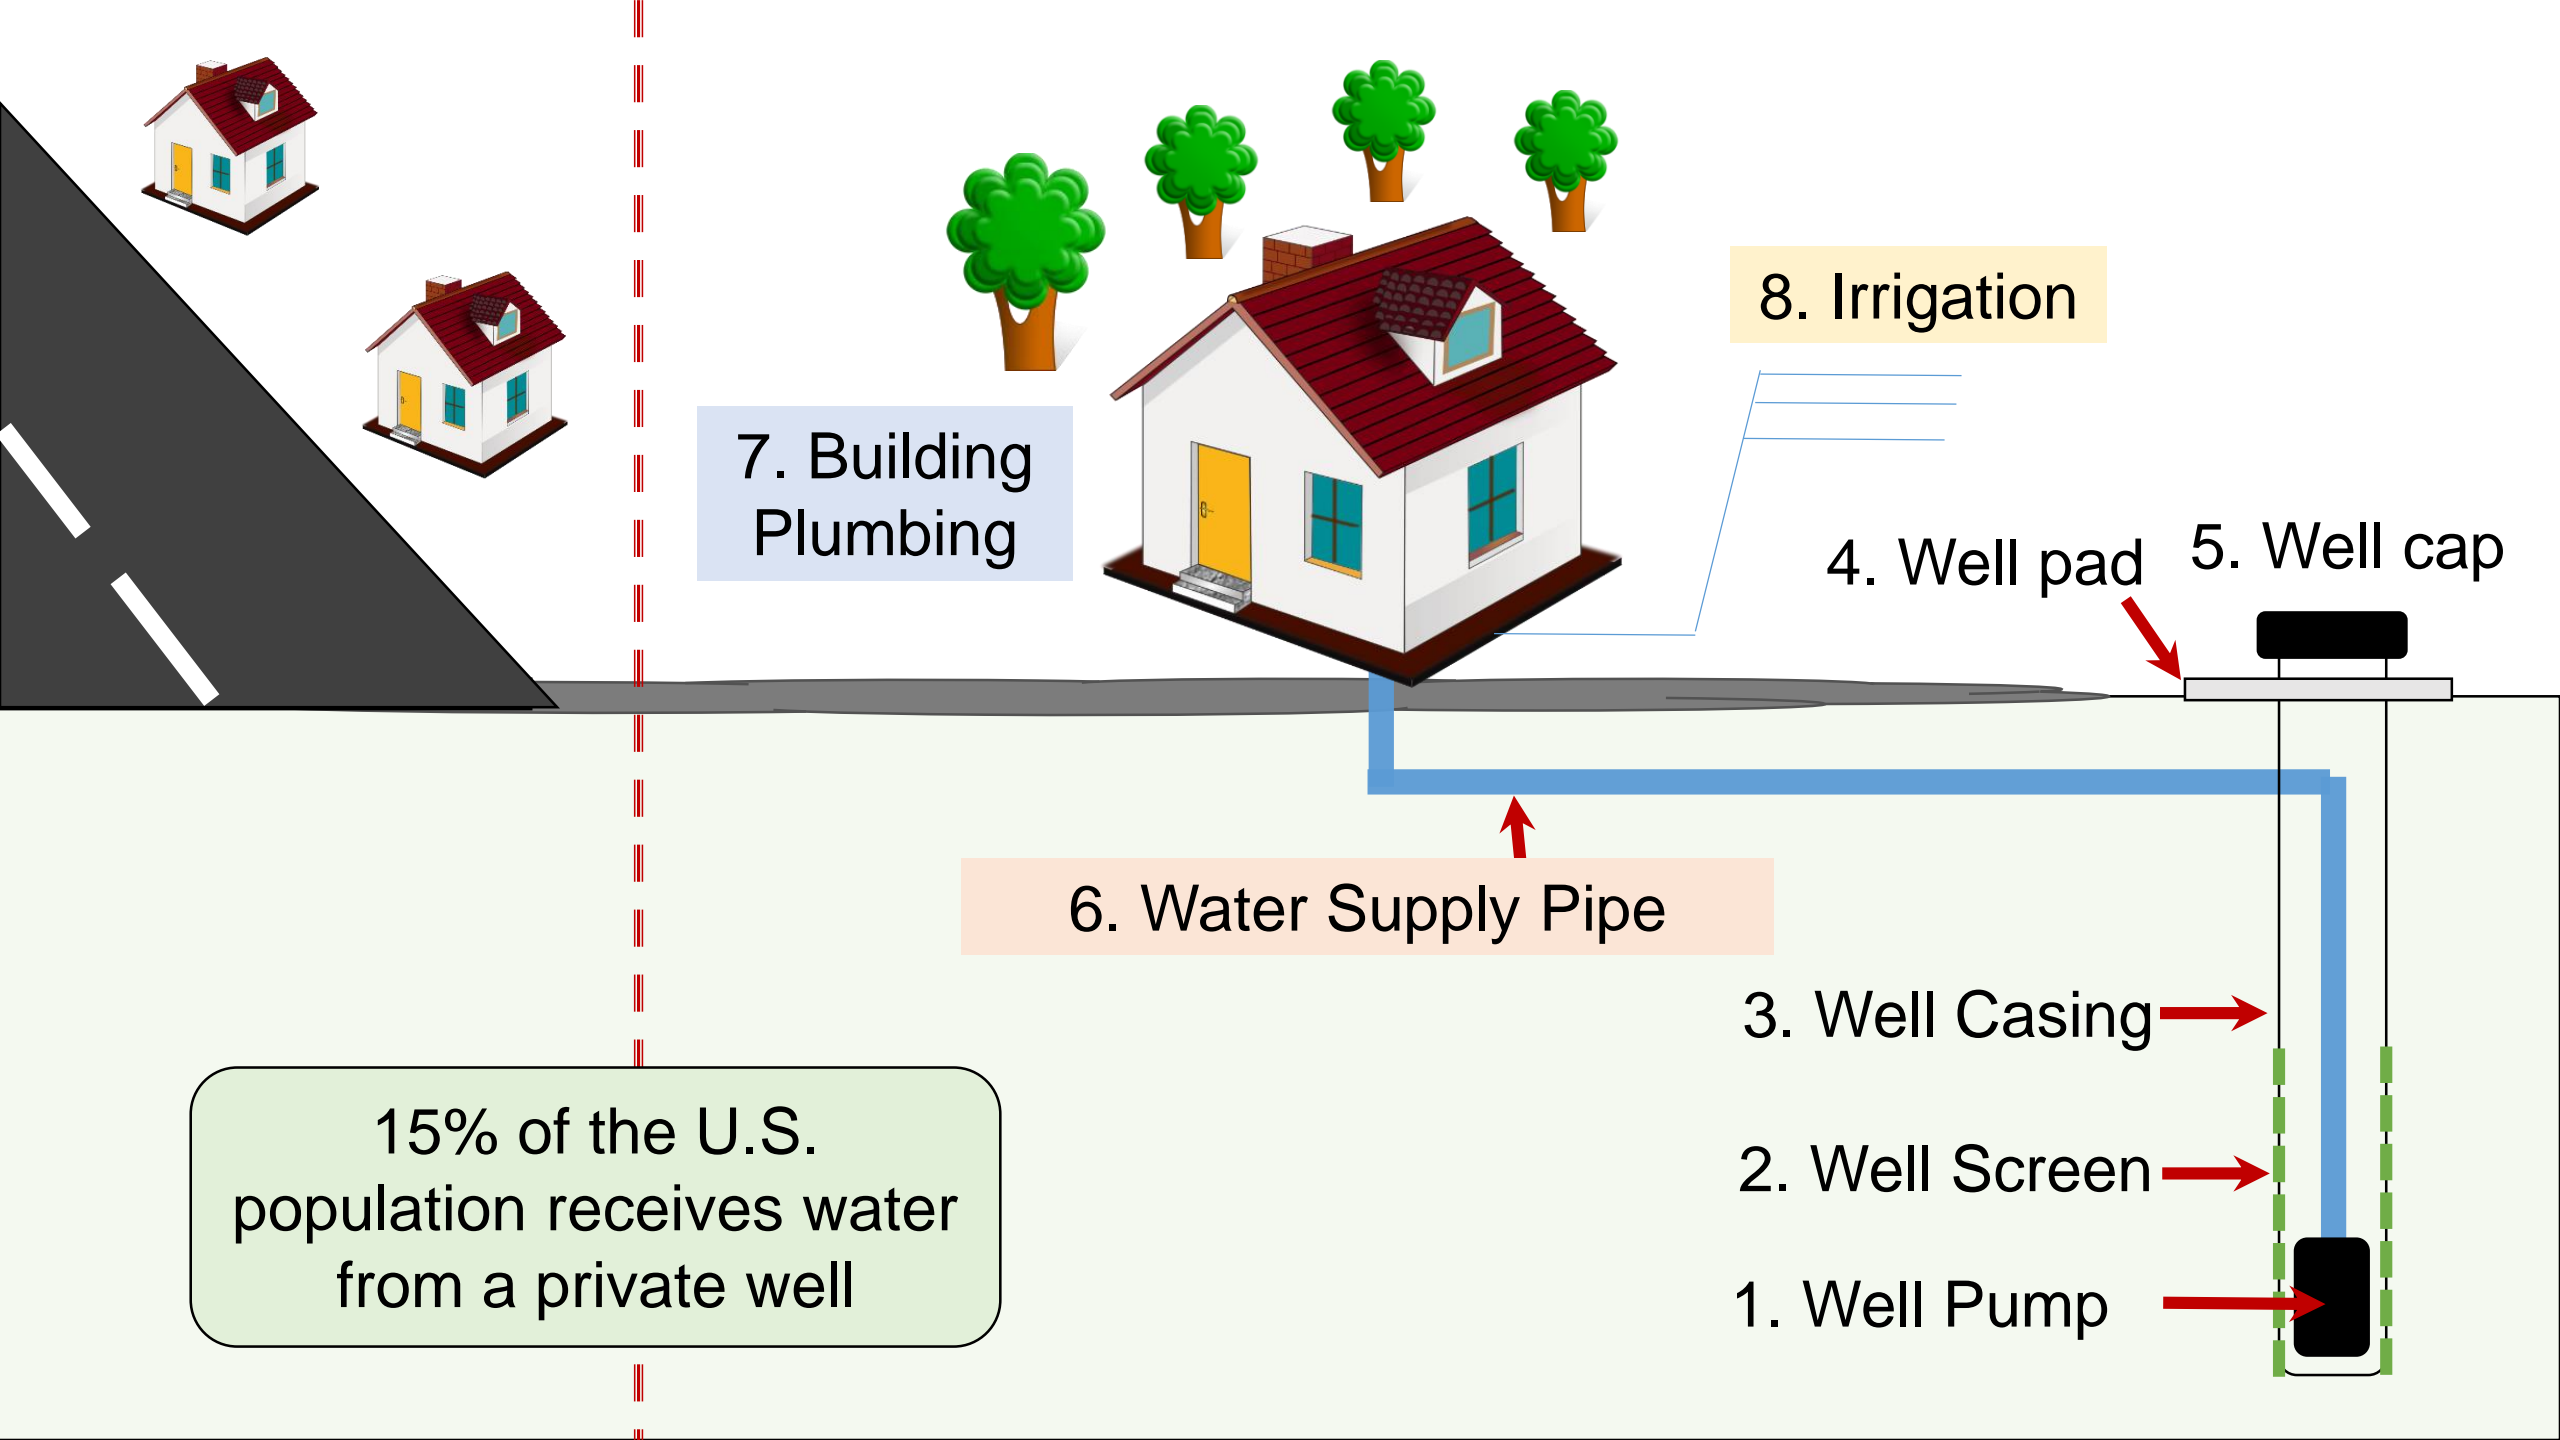 8. Irrigation
7. Building
Plumbing
4. Well pad
5. Well cap
6. Water Supply Pipe
3. Well Casing
15% of the U.S.
population receives water
from a private well
2. Well Screen
1. Well Pump